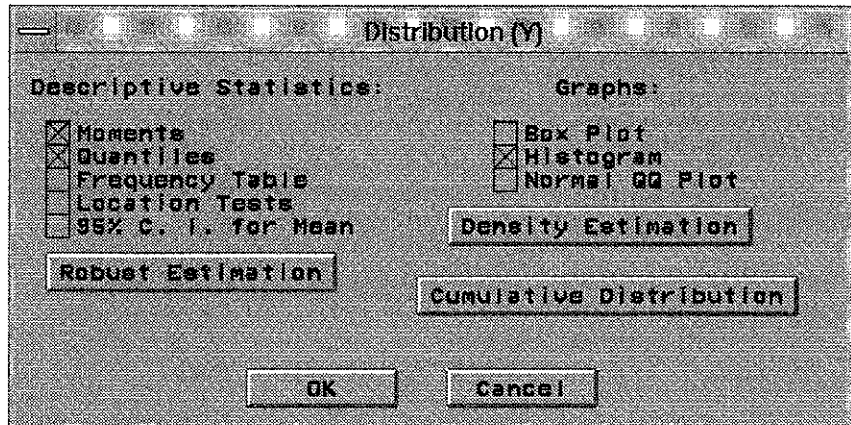 Distribution (Y)
Descriptive Statistics:
Moments
Quantiles
Frequency Table
Location Tests
95% C. I. for Mean
Robust Estimation
Graphs:
Box Plot
Histogram
Normal QQ Plot
Density Estimation
Cumulative Distribution
OK
Cancel